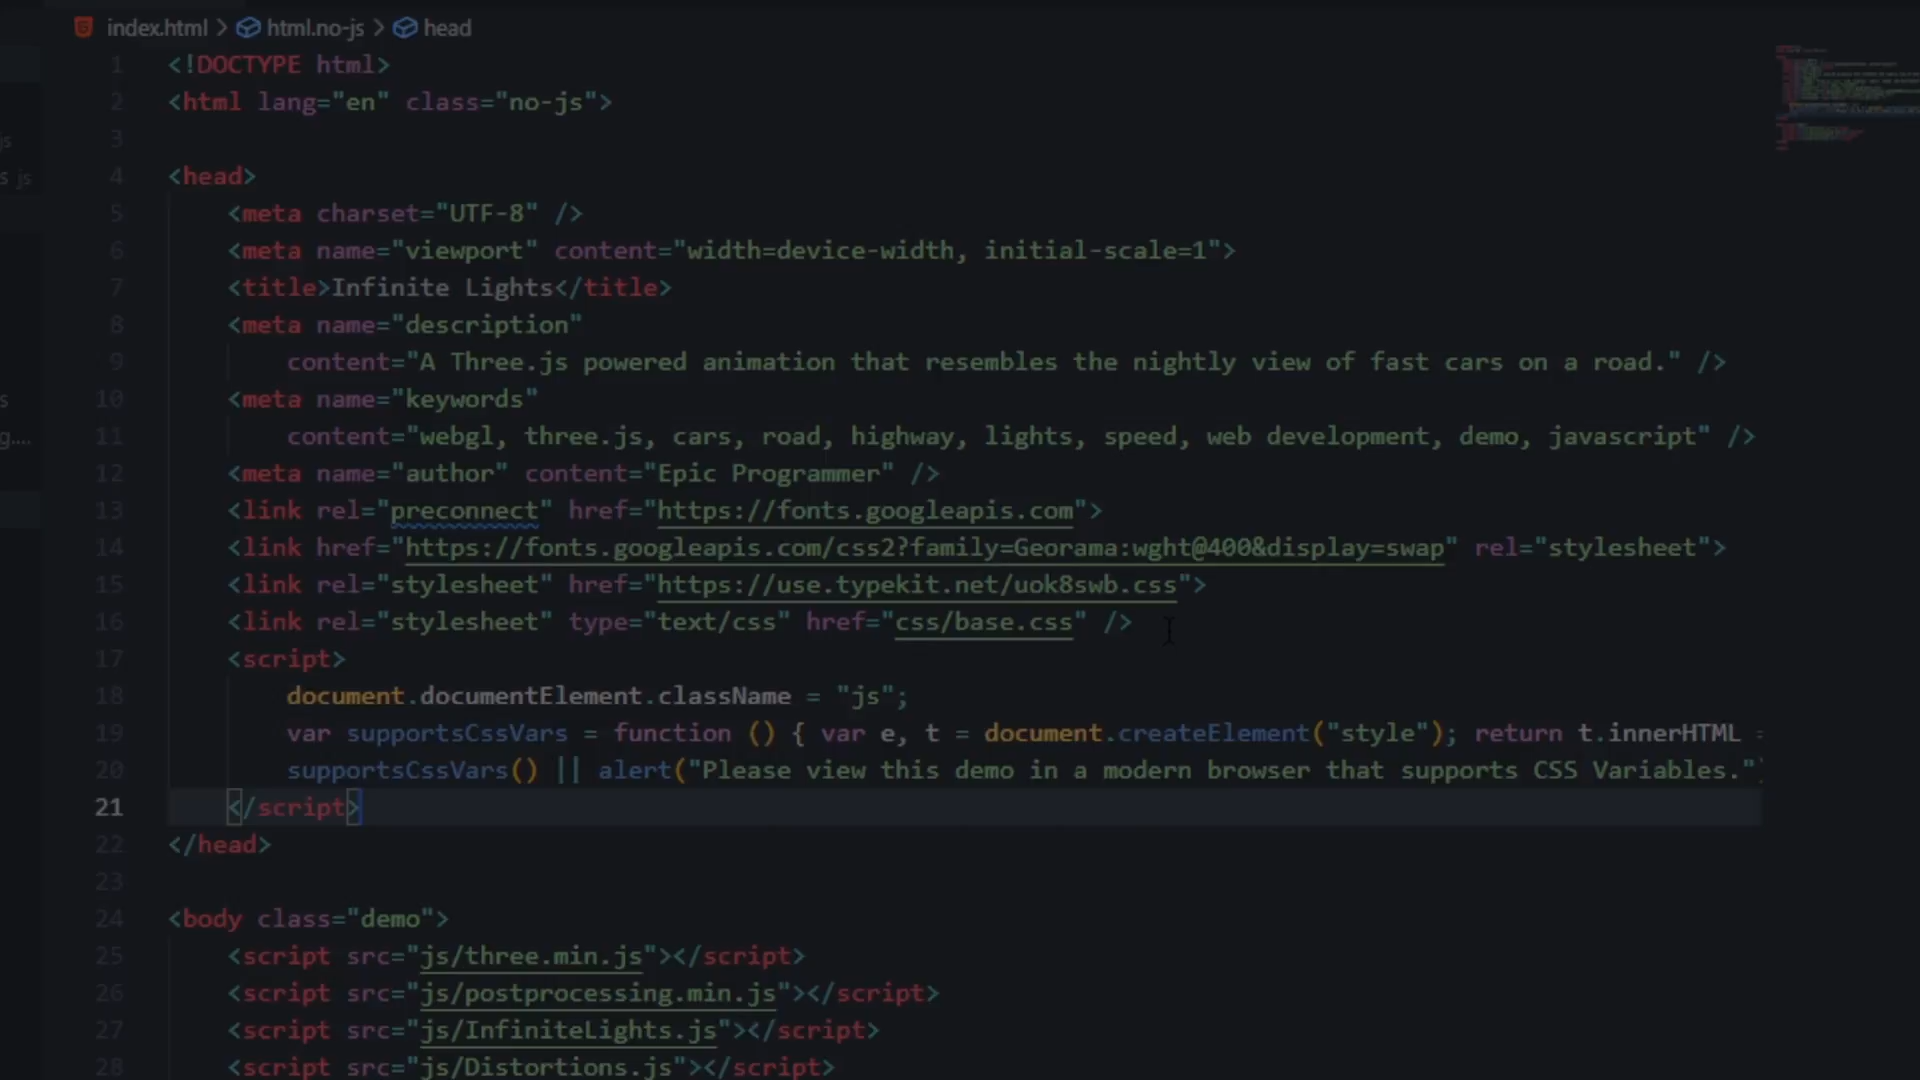 index.html > html.no-js > head
1 <!DOCTYPE html>
2 <html lang="en" class="no-js">
3
4 <head>
5 <meta charset="UTF-8" />
6 <meta name="viewport" content="width=device-width, initial-scale=1">
7 <title>Infinite Lights</title>
8 <meta name="description"
9 content="A Three.js powered animation that resembles the nightly view of fast cars on a road." />
10 <meta name="keywords"
11 content="webgl, three.js, cars, road, highway, lights, speed, web development, demo, javascript" />
12 <meta name="author" content="Epic Programmer" />
13 <link rel="preconnect" href="https://fonts.googleapis.com">
14 <link href="https://fonts.googleapis.com/css2?family=Georama:wght@400&display=swap" rel="stylesheet">
15 <link rel="stylesheet" href="https://use.typekit.net/uok8swb.css">
16 <link rel="stylesheet" type="text/css" href="css/base.css" />
17 <script>
18 document.documentElement.className = "js";
19 var supportsCssVars = function () { var e, t = document.createElement("style"); return t.innerHTML =
20 supportsCssVars() || alert("Please view this demo in a modern browser that supports CSS Variables.")
21 </script>
22 </head>
23
24 <body class="demo">
25 <script src="js/three.min.js"></script>
26 <script src="js/postprocessing.min.js"></script>
27 <script src="js/InfiniteLights.js"></script>
28 <script src="js/Distortions.js"></script>
js
s js
s
g....